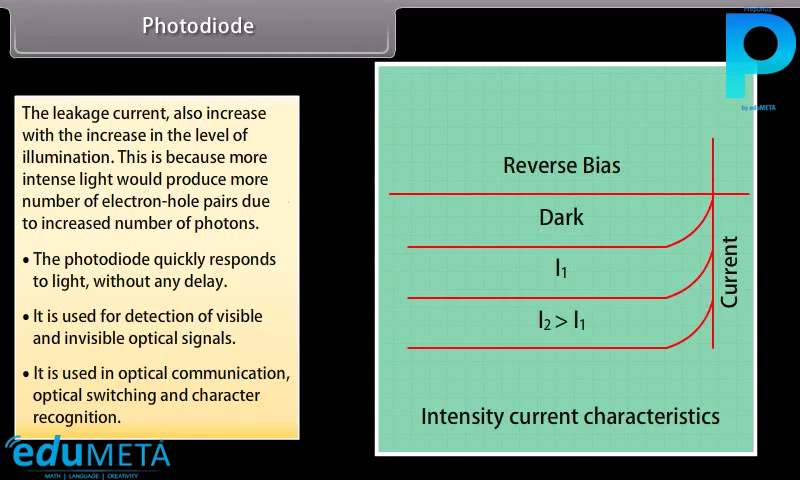 Photodiode
Preponda
P
by eduMETA
The leakage current, also increase
with the increase in the level of
illumination. This is because more
intense light would produce more
number of electron-hole pairs due
to increased number of photons.
• The photodiode quickly responds
to light, without any delay.
• It is used for detection of visible
and invisible optical signals.
• It is used in optical communication,
optical switching and character
recognition.
Reverse Bias
Dark
I₁
I₂ > I₁
Current
Intensity current characteristics
eduMETA
MATH | LANGUAGE | CREATIVITY